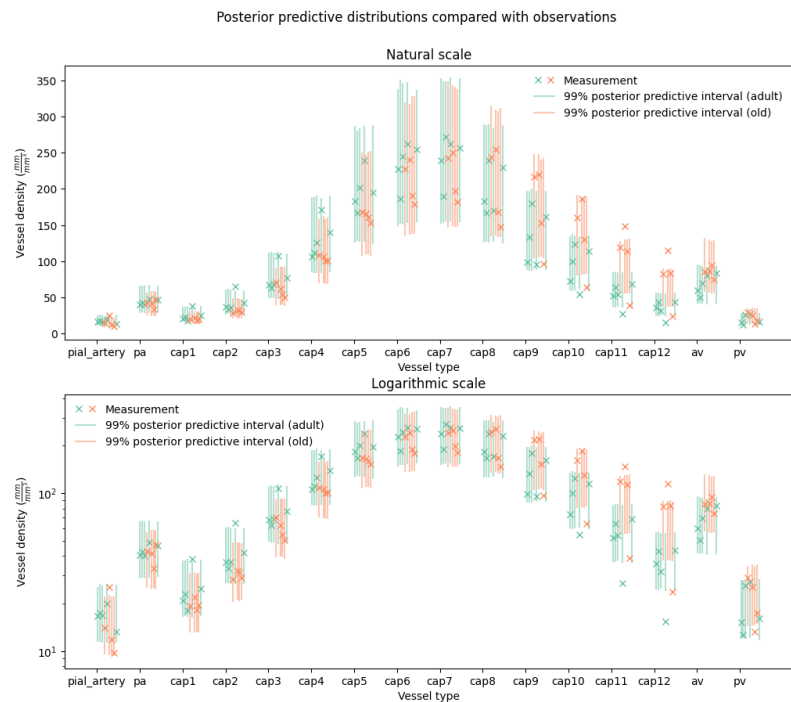 Posterior predictive distributions compared with observations
Natural scale
Vessel density (mm/mm³)
350
300
250
200
150
100
50
0
Measurement
99% posterior predictive interval (adult)
99% posterior predictive interval (old)
pial_artery pa cap1 cap2 cap3 cap4 cap5 cap6 cap7 cap8 cap9 cap10 cap11 cap12 av pv
Vessel type
Logarithmic scale
Vessel density (mm/mm³)
10²
10¹
Measurement
99% posterior predictive interval (adult)
99% posterior predictive interval (old)
pial_artery pa cap1 cap2 cap3 cap4 cap5 cap6 cap7 cap8 cap9 cap10 cap11 cap12 av pv
Vessel type